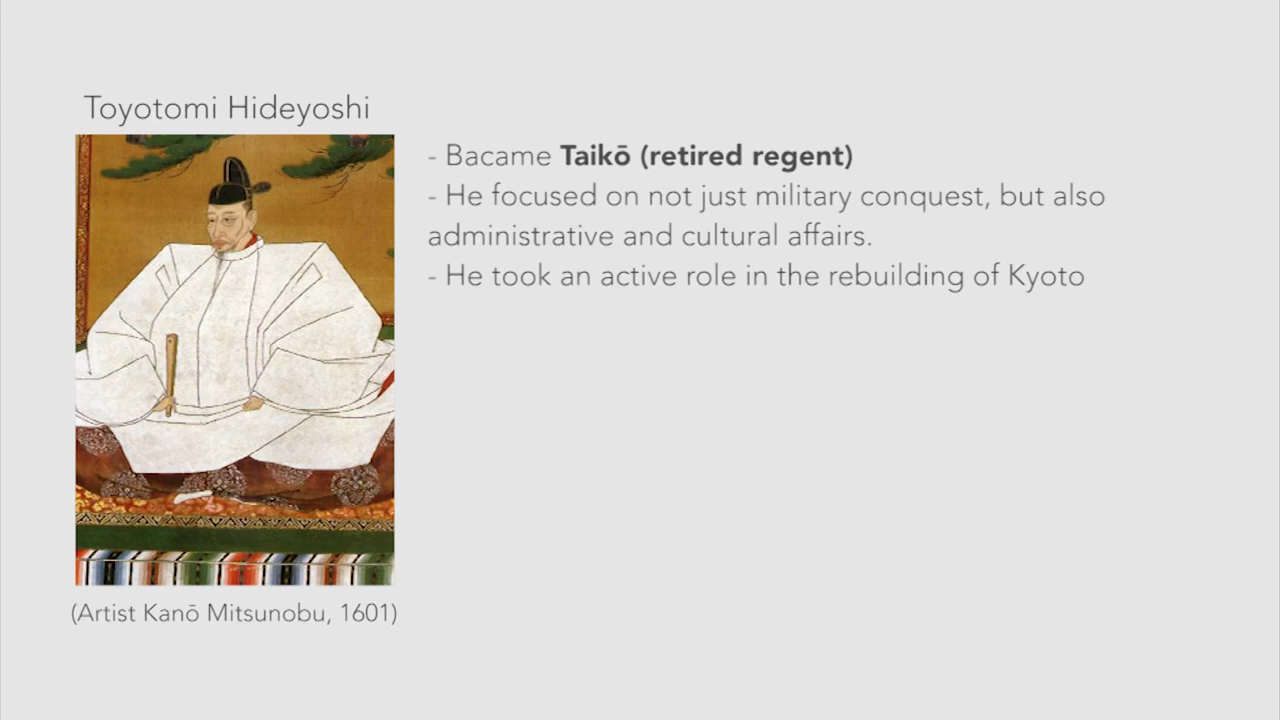 Toyotomi Hideyoshi
- Bacame Taikō (retired regent)
- He focused on not just military conquest, but also
administrative and cultural affairs.
- He took an active role in the rebuilding of Kyoto
(Artist Kanō Mitsunobu, 1601)